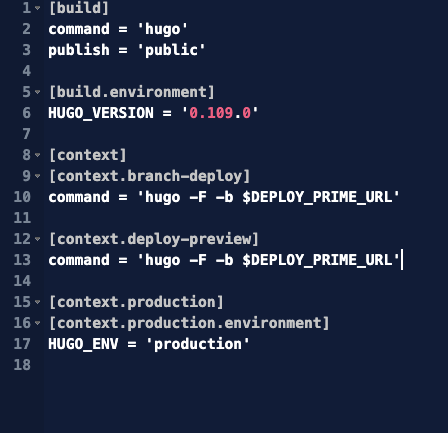 1 [build]
2 command = 'hugo'
3 publish = 'public'
4
5 [build.environment]
6 HUGO_VERSION = '0.109.0'
7
8 [context]
9 [context.branch-deploy]
10 command = 'hugo -F -b $DEPLOY_PRIME_URL'
11
12 [context.deploy-preview]
13 command = 'hugo -F -b $DEPLOY_PRIME_URL'
14
15 [context.production]
16 [context.production.environment]
17 HUGO_ENV = 'production'
18